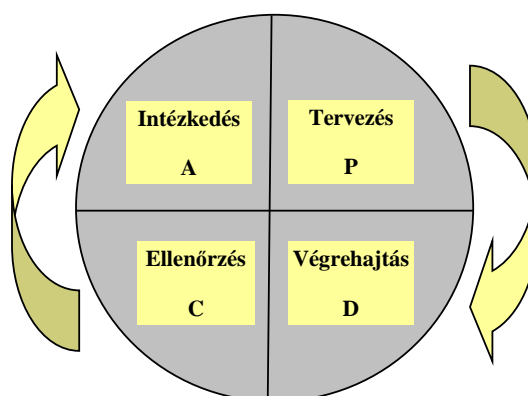 Intézkedés
A
Tervezés
P
Ellenőrzés
C
Végrehajtás
D